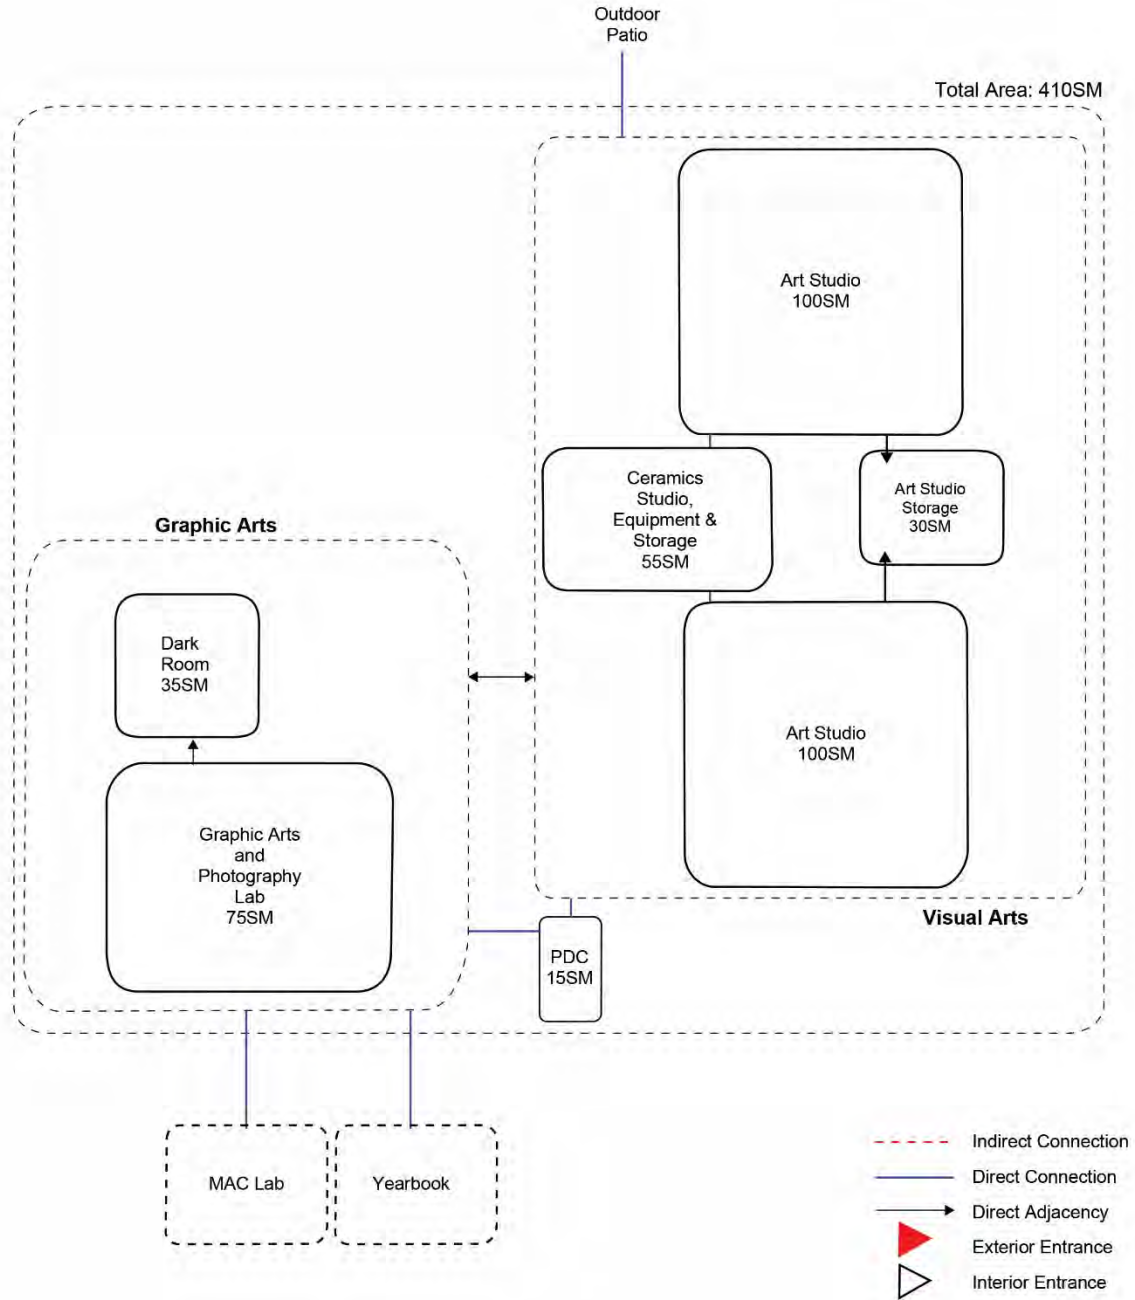 Outdoor
Patio
Total Area: 410SM
Art Studio
100SM
Ceramics
Studio,
Equipment &
Storage
55SM
Art Studio
Storage
30SM
Graphic Arts
Dark
Room
35SM
Art Studio
100SM
Graphic Arts
and
Photography
Lab
75SM
Visual Arts
PDC
15SM
MAC Lab
Yearbook
Indirect Connection
Direct Connection
Direct Adjacency
Exterior Entrance
Interior Entrance